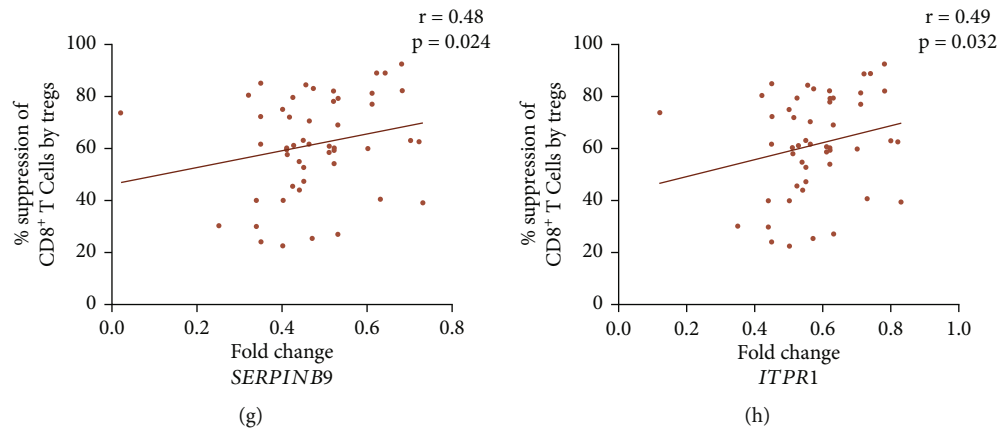 r = 0.48
p = 0.024
100
80
60
40
20
0
% suppression of
CD8⁺ T Cells by tregs
0.0
0.2
0.4
0.6
0.8
Fold change
SERPINB9
(g)
r = 0.49
p = 0.032
100
80
60
40
20
0
% suppression of
CD8⁺ T Cells by tregs
0.0
0.2
0.4
0.6
0.8
1.0
Fold change
ITPR1
(h)